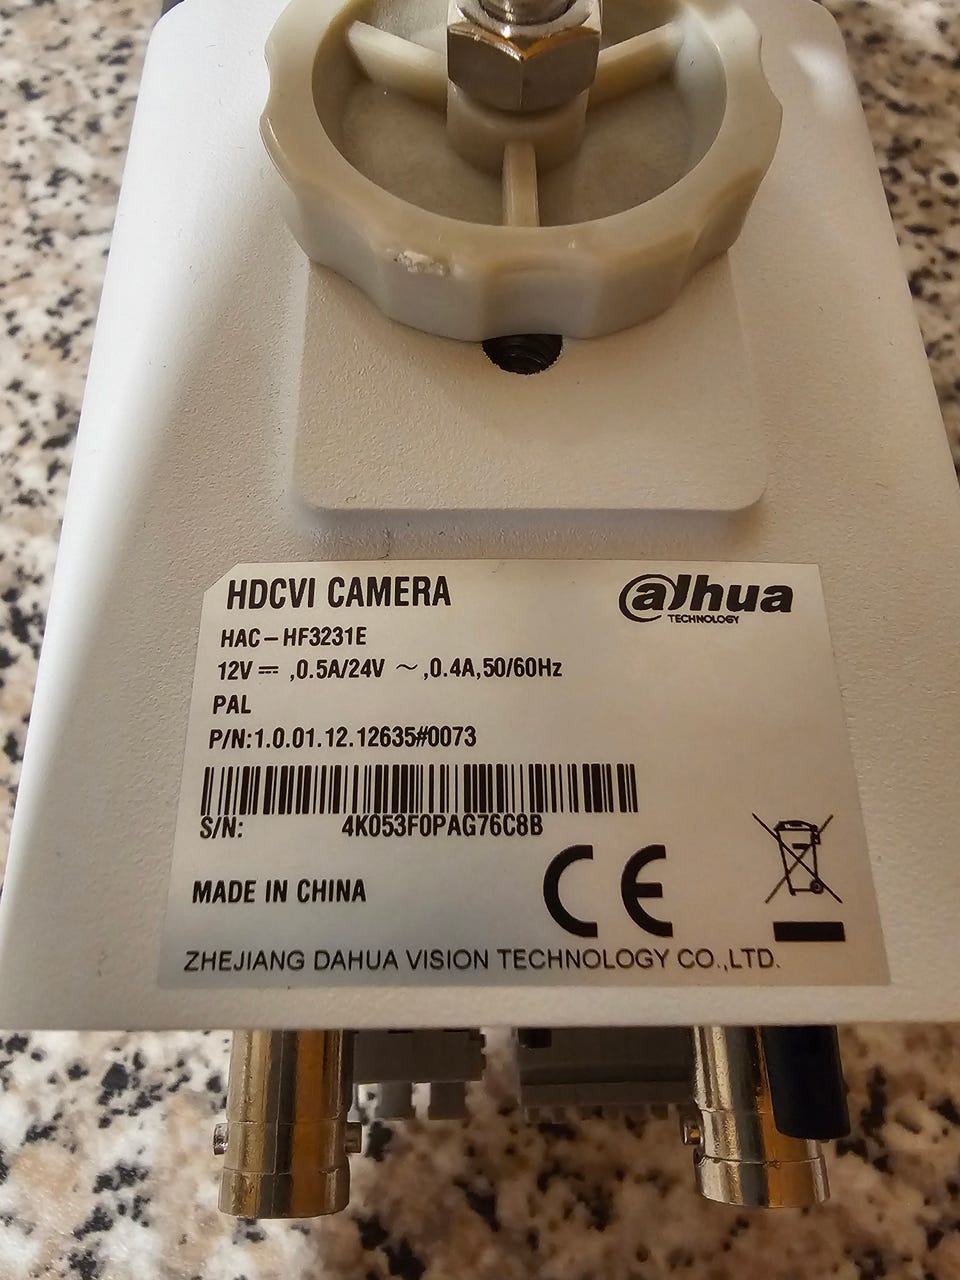 HDCVI CAMERA
alhua
TECHNOLOGY
HAC-HF3231E
12V⎓,0.5A/24V ~,0.4A,50/60Hz
PAL
P/N:1.0.01.12.12635#0073
S/N: 4K053F0PAG76C8B
MADE IN CHINA
CE
ZHEJIANG DAHUA VISION TECHNOLOGY CO.,LTD.